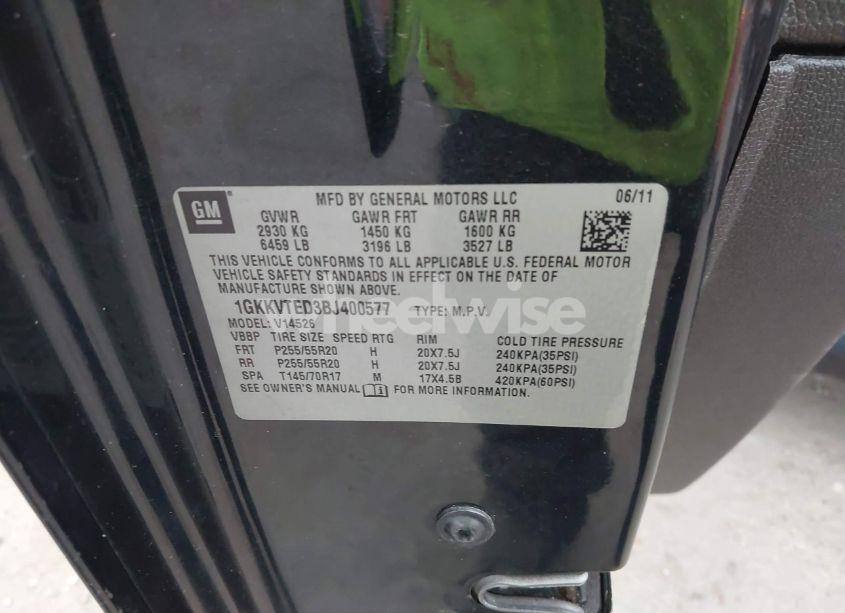 GM
MFD BY GENERAL MOTORS LLC 06/11
GVWR GAWR FRT GAWR RR
2930 KG 1450 KG 1600 KG
6459 LB 3196 LB 3527 LB
THIS VEHICLE CONFORMS TO ALL APPLICABLE U.S. FEDERAL MOTOR
VEHICLE SAFETY STANDARDS IN EFFECT ON THE DATE OF
MANUFACTURE SHOWN ABOVE.
1GKKVTED3BJ400577 TYPE: M.P.V.
MODEL: V14526
VBBP TIRE SIZE SPEED RTG RIM COLD TIRE PRESSURE
FRT P255/55R20 H 20X7.5J 240KPA(35PSI)
RR P255/55R20 H 20X7.5J 240KPA(35PSI)
SPA T145/70R17 M 17X4.5B 420KPA(60PSI)
SEE OWNER'S MANUAL FOR MORE INFORMATION.